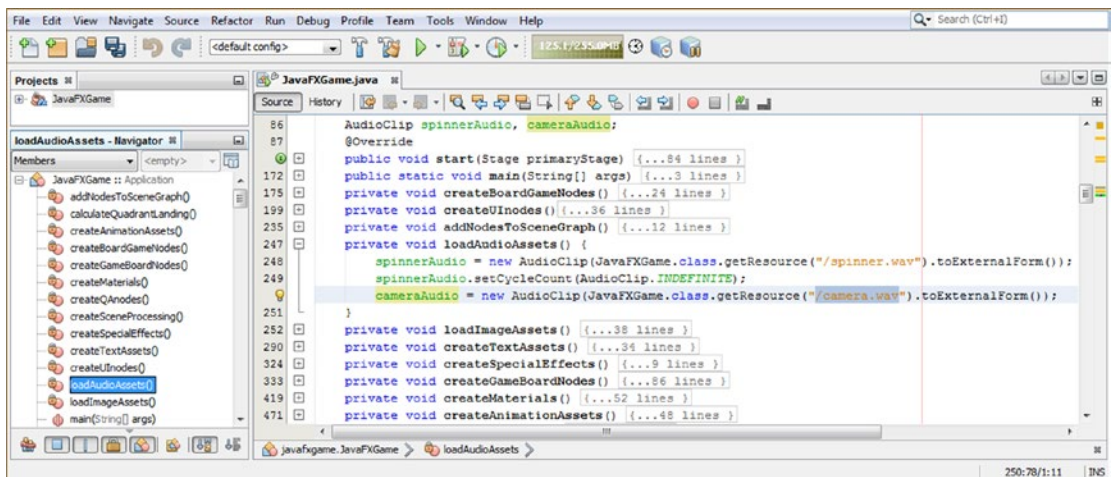 File Edit View Navigate Source Refactor Run Debug Profile Team Tools Window Help
Search (Ctrl+I)
<default config>
125.1/255.0MB
Projects
JavaFXGame
loadAudioAssets - Navigator
Members
<empty>
JavaFXGame :: Application
addNodesToSceneGraph()
calculateQuadrantLanding()
createAnimationAssets()
createBoardGameNodes()
createGameBoardNodes()
createMaterials()
createQAnodes()
createSceneProcessing()
createSpecialEffects()
createTextAssets()
createUInodes()
loadAudioAssets()
loadImageAssets()
main(String[] args)
JavaFXGame.java
Source History
86 AudioClip spinnerAudio, cameraAudio;
87 @Override
public void start(Stage primaryStage) {...84 lines }
172 public static void main(String[] args) {...3 lines }
175 private void createBoardGameNodes() {...24 lines }
199 private void createUInodes() {...36 lines }
235 private void addNodesToSceneGraph() {...12 lines }
247 private void loadAudioAssets() {
248 spinnerAudio = new AudioClip(JavaFXGame.class.getResource("/spinner.wav").toExternalForm());
249 spinnerAudio.setCycleCount(AudioClip.INDEFINITE);
cameraAudio = new AudioClip(JavaFXGame.class.getResource("/camera.wav").toExternalForm());
251 }
252 private void loadImageAssets() {...38 lines }
290 private void createTextAssets() {...34 lines }
324 private void createSpecialEffects() {...9 lines }
333 private void createGameBoardNodes() {...86 lines }
419 private void createMaterials() {...52 lines }
471 private void createAnimationAssets() {...48 lines }
javafxgame.JavaFXGame
loadAudioAssets
250:78/1:11
INS